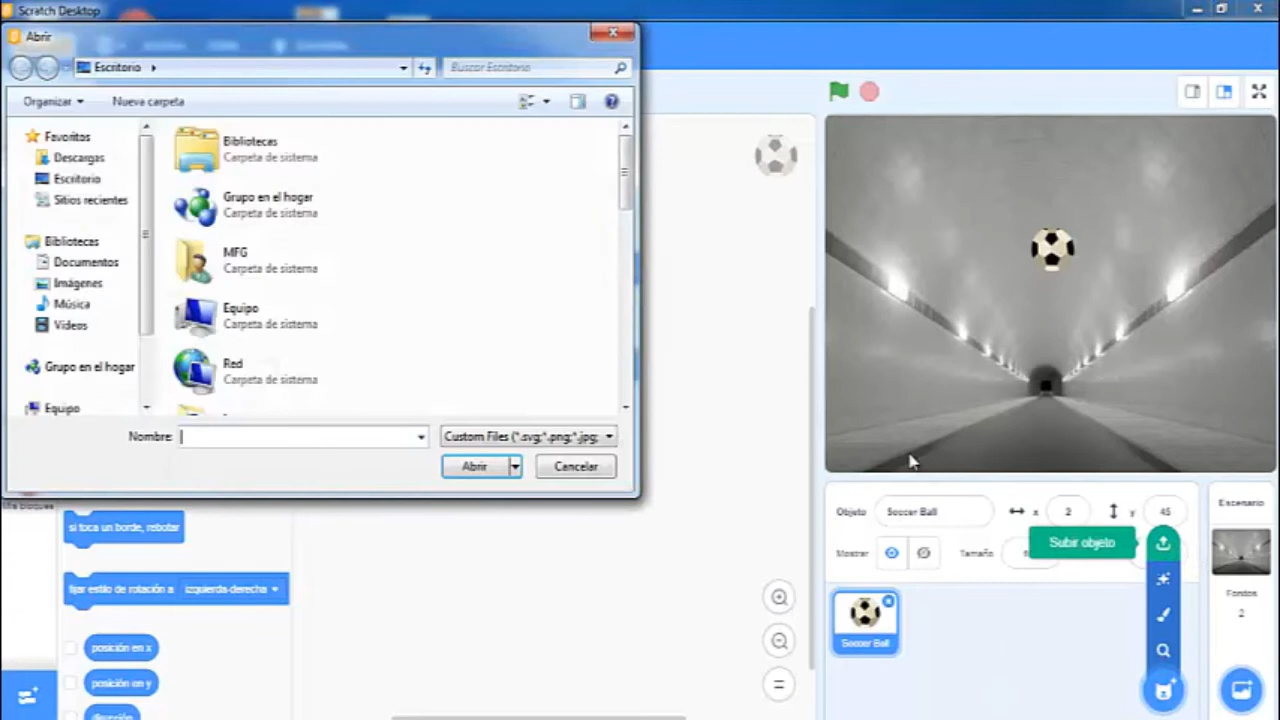 Scratch Desktop
Abrir
Escritorio
Buscar Escritorio
Organizar
Nueva carpeta
Favoritos
Descargas
Escritorio
Sitios recientes
Bibliotecas
Documentos
Imágenes
Música
Vídeos
Grupo en el hogar
Equipo
Bibliotecas
Carpeta de sistema
Grupo en el hogar
Carpeta de sistema
MFG
Carpeta de sistema
Equipo
Carpeta de sistema
Red
Carpeta de sistema
Nombre:
Custom Files (*.svg;*.png;*.jpg;
Abrir
Cancelar
Mis bloques
si toca un borde, rebotar
fijar estilo de rotación a izquierda-derecha
posición en x
posición en y
dirección
Objeto
Soccer Ball
x
2
y
45
Mostrar
Tamaño
Subir objeto
Soccer Ball
Escenario
Fondos
2